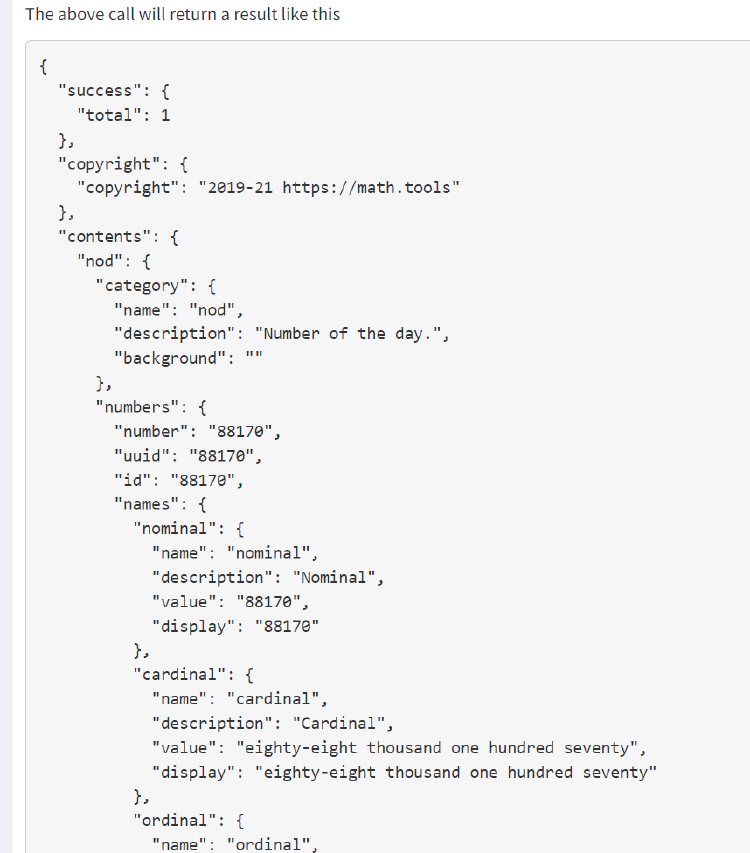 The above call will return a result like this
{
  "success": {
    "total": 1
  },
  "copyright": {
    "copyright": "2019-21 https://math.tools"
  },
  "contents": {
    "nod": {
      "category": {
        "name": "nod",
        "description": "Number of the day.",
        "background": ""
      },
      "numbers": {
        "number": "88170",
        "uuid": "88170",
        "id": "88170",
        "names": {
          "nominal": {
            "name": "nominal",
            "description": "Nominal",
            "value": "88170",
            "display": "88170"
          },
          "cardinal": {
            "name": "cardinal",
            "description": "Cardinal",
            "value": "eighty-eight thousand one hundred seventy",
            "display": "eighty-eight thousand one hundred seventy"
          },
          "ordinal": {
            "name": "ordinal",